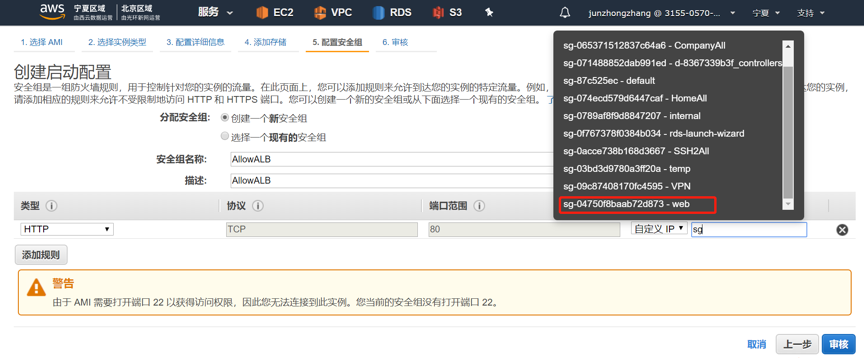 aws 宁夏区域 由西云数据运营 北京区域 由光环新网运营 服务 EC2 VPC RDS S3 junzhongzhang @ 3155-0570-... 宁夏 支持
1. 选择 AMI 2. 选择实例类型 3. 配置详细信息 4. 添加存储 5. 配置安全组 6. 审核
创建启动配置
安全组是一组防火墙规则，用于控制针对您的实例的流量。在此页面上，您可以添加规则来允许到达您的实例的特定流量。例如，
您的实例，
请添加相应的规则来允许不受限制地访问 HTTP 和 HTTPS 端口。您可以创建一个新的安全组或从下面选择一个现有的安全组。 了
分配安全组: 创建一个新安全组
选择一个现有的安全组
安全组名称: AllowALB
描述: AllowALB
sg-065371512837c64a6 - CompanyAll
sg-071488852dab991ed - d-8367339b3f_controllers
sg-87c525ec - default
sg-074ecd579d6447caf - HomeAll
sg-0789af8f9d8847207 - internal
sg-0f767378f0384b034 - rds-launch-wizard
sg-0acce738b168d3667 - SSH2All
sg-03bd3d9780a3ff20a - temp
sg-09c87408170fc4595 - VPN
sg-04750f8baab72d873 - web
类型 协议 端口范围
HTTP TCP 80 自定义 IP sg
添加规则
警告
由于 AMI 需要打开端口 22 以获得访问权限，因此您无法连接到此实例。您当前的安全组没有打开端口 22。
取消 上一步 审核